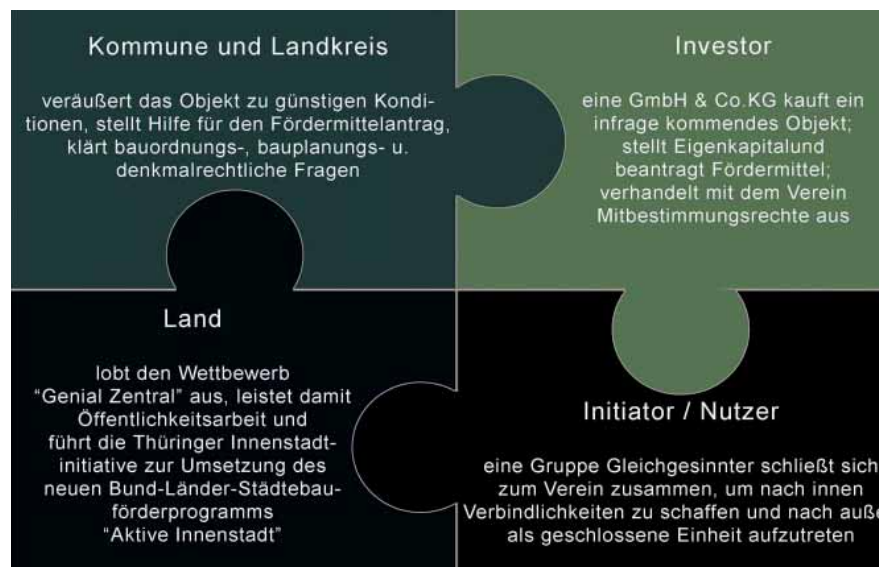 Kommune und Landkreis
veräußert das Objekt zu günstigen Kondi-
tionen, stellt Hilfe für den Fördermittelantrag,
klärt bauordnungs-, bauplanungs- u.
denkmalrechtliche Fragen
Investor
eine GmbH & Co.KG kauft ein
infrage kommendes Objekt;
stellt Eigenkapitalund
beantragt Fördermittel;
verhandelt mit dem Verein
Mitbestimmungsrechte aus
Land
lobt den Wettbewerb
“Genial Zentral” aus, leistet damit
Öffentlichkeitsarbeit und
führt die Thüringer Innenstadt-
initiative zur Umsetzung des
neuen Bund-Länder-Städtebau-
förderprogramms
“Aktive Innenstadt”
Initiator / Nutzer
eine Gruppe Gleichgesinnter schließt sich
zum Verein zusammen, um nach innen
Verbindlichkeiten zu schaffen und nach auße
als geschlossene Einheit aufzutreten